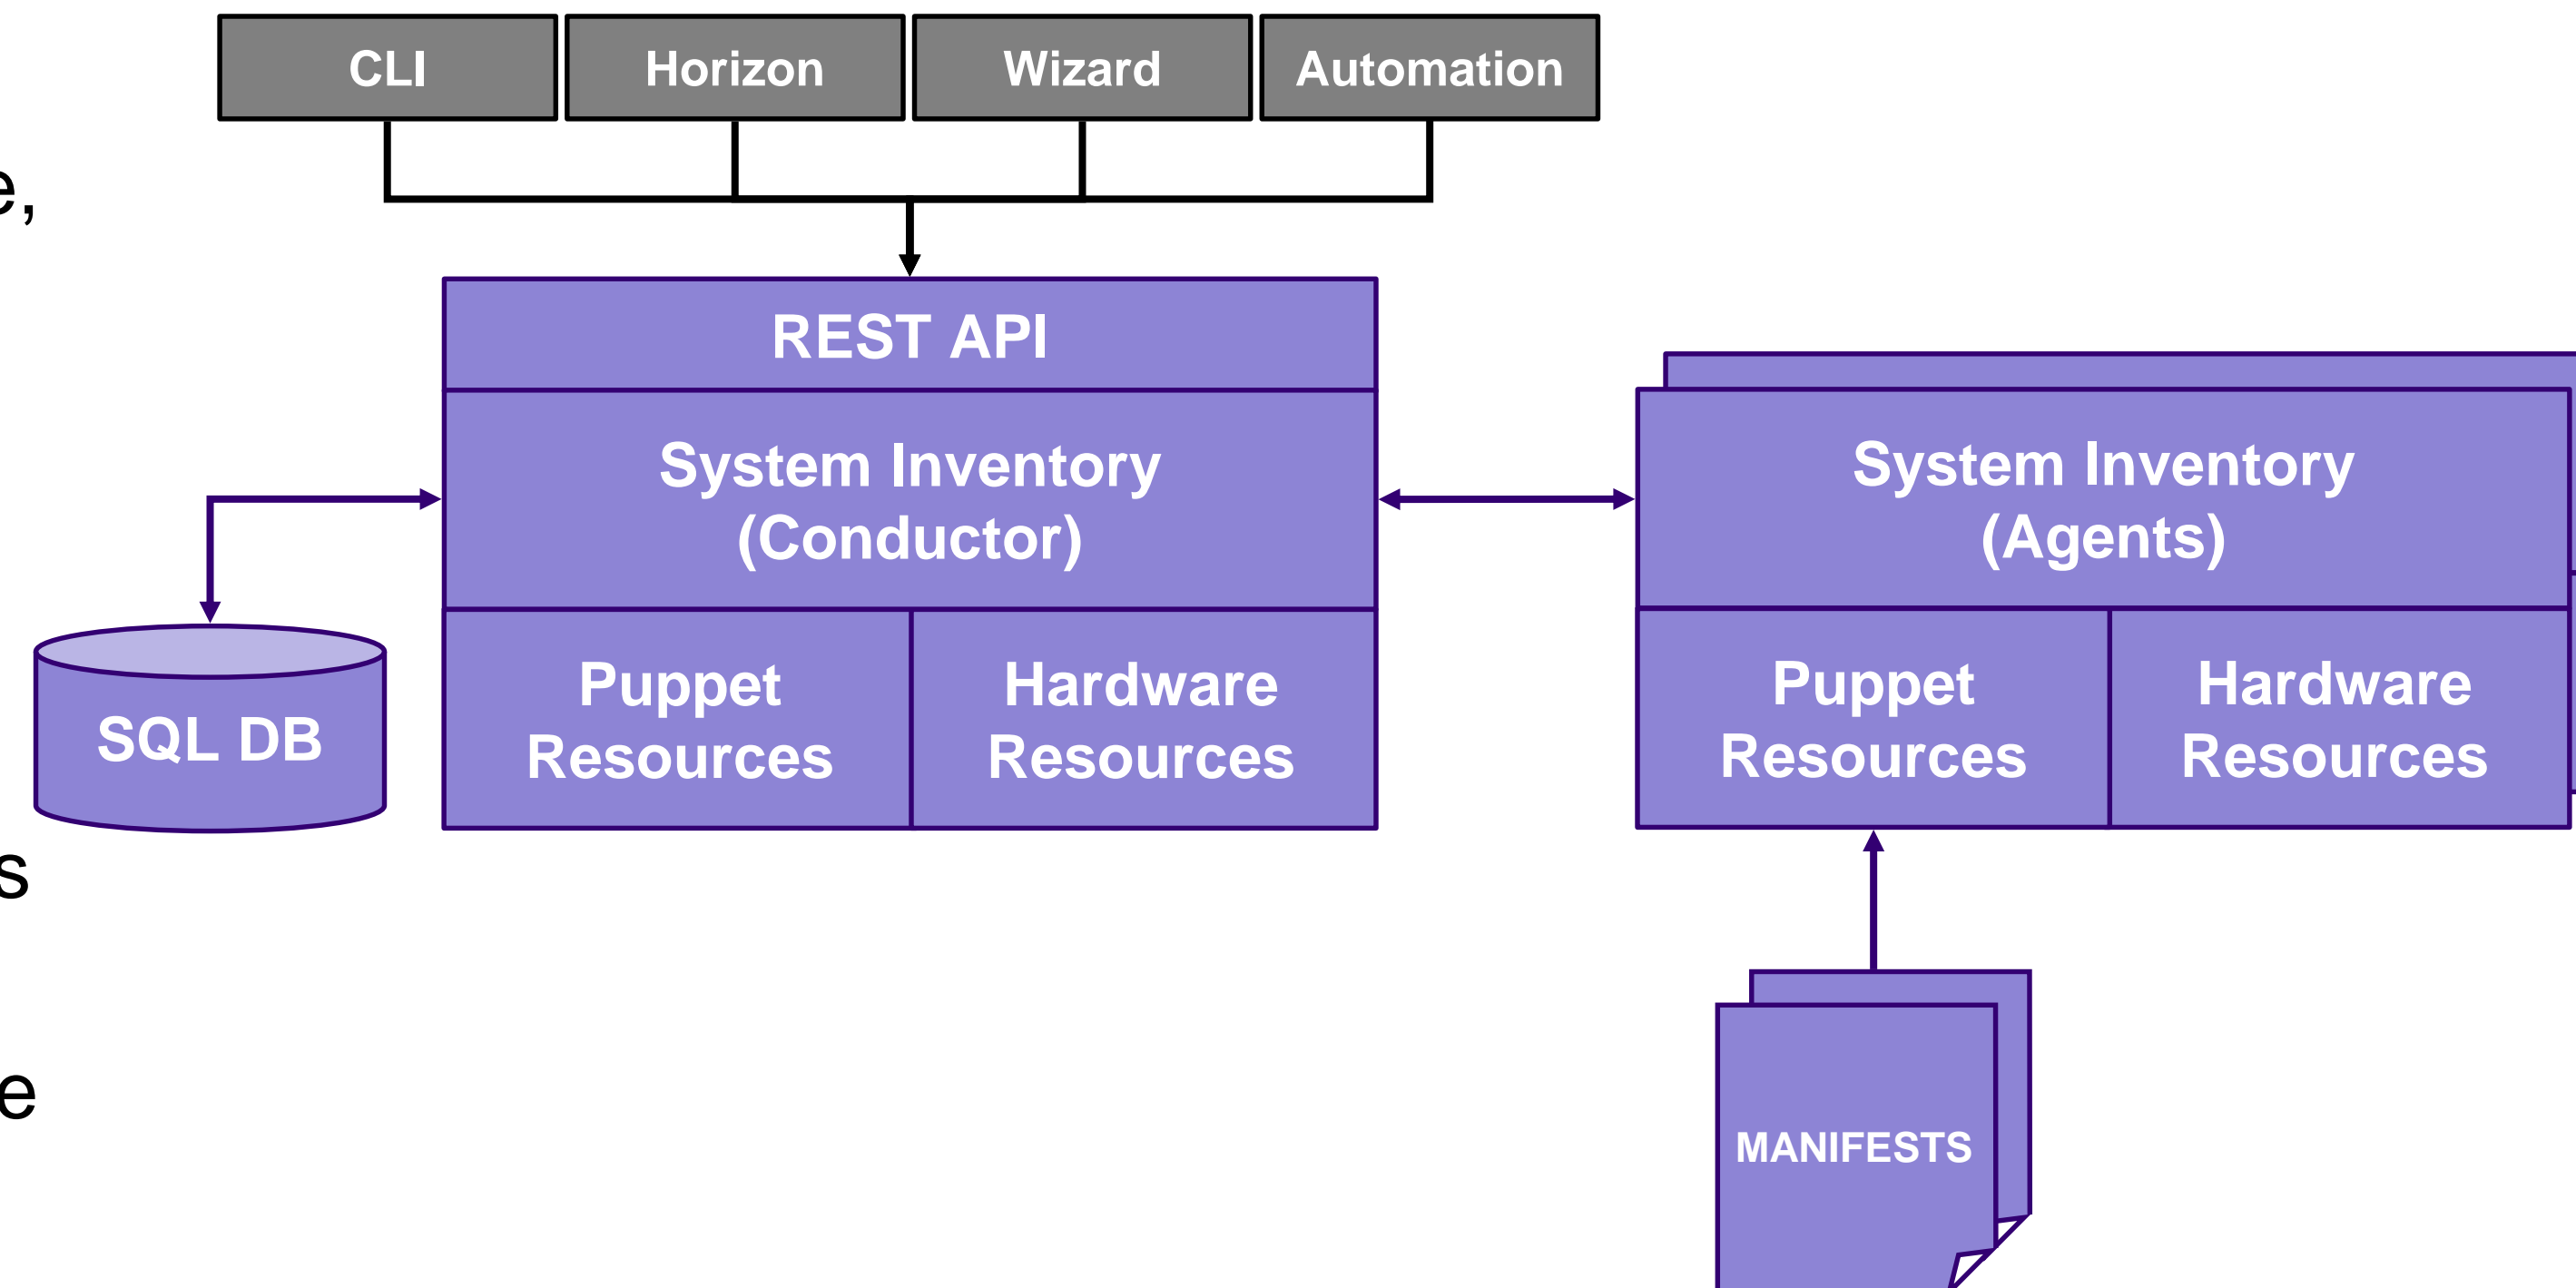 CLI
Horizon
Wizard
Automation
e,
REST API
System Inventory
(Conductor)
System Inventory
(Agents)
Puppet
Resources
Hardware
Resources
Puppet
Resources
Hardware
Resources
SQL DB
s
e
MANIFESTS